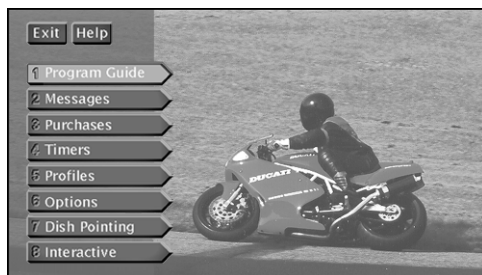 Exit Help
1 Program Guide
2 Messages
3 Purchases
4 Timers
5 Profiles
6 Options
7 Dish Pointing
8 Interactive
DUCATI